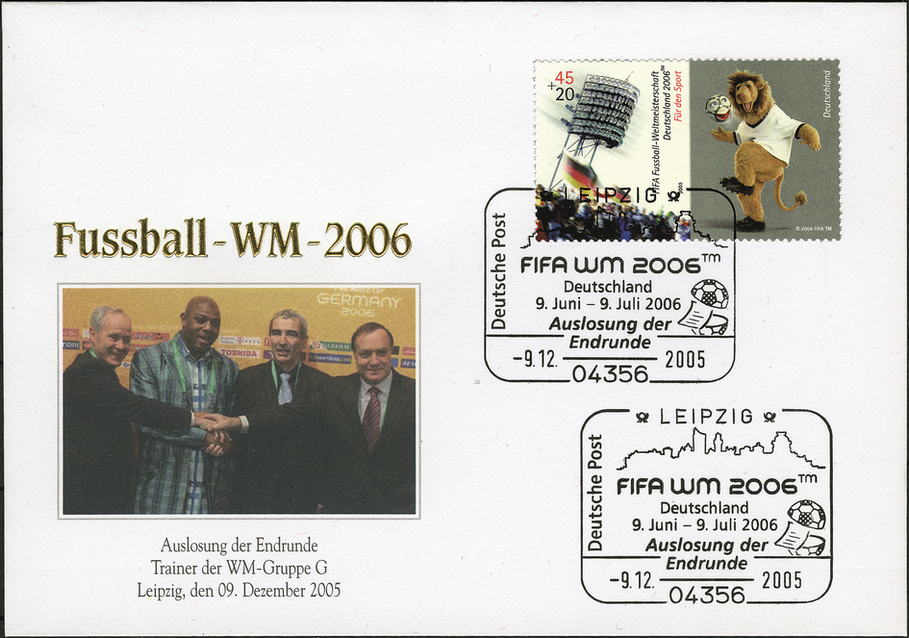 45
+20
FIFA Fussball-Weltmeisterschaft
Deutschland 2006™
Für den Sport
2005
Deutschland
© 2004 FIFA TM
Fussball-WM-2006
GERMANY
2006
TOSHIBA
HYUNDAI
LEIPZIG
Deutsche Post
FIFA WM 2006™
Deutschland
9. Juni – 9. Juli 2006
Auslosung der
Endrunde
-9.12. 2005
04356
LEIPZIG
Deutsche Post
FIFA WM 2006™
Deutschland
9. Juni – 9. Juli 2006
Auslosung der
Endrunde
-9.12. 2005
04356
Auslosung der Endrunde
Trainer der WM-Gruppe G
Leipzig, den 09. Dezember 2005